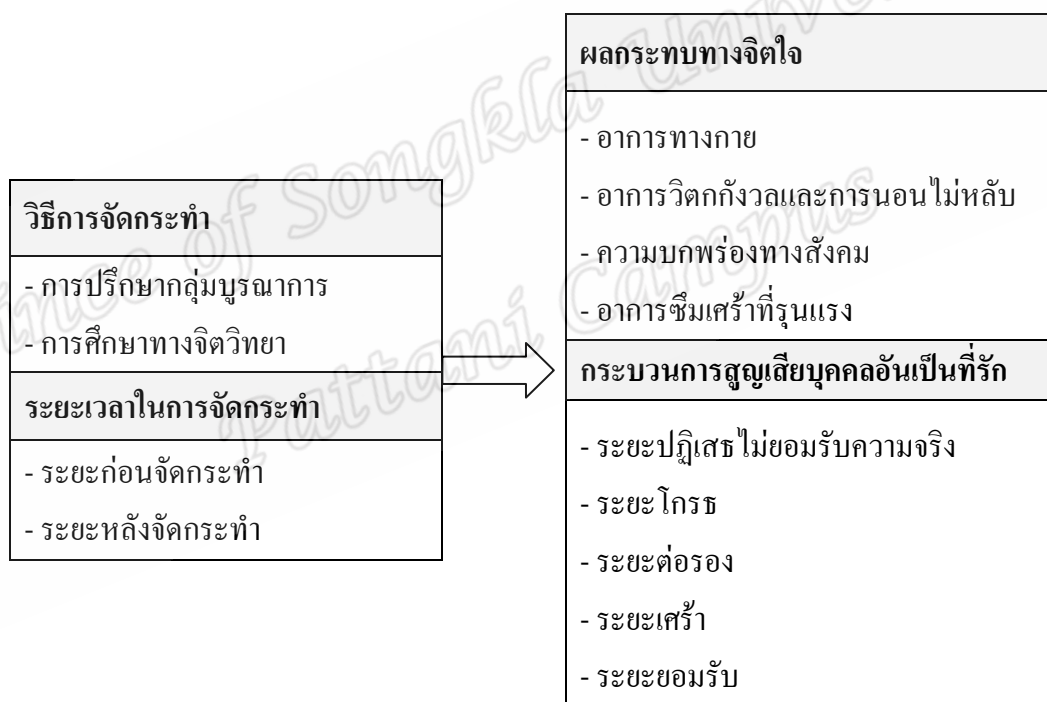 วิธีการจัดกระทำ
- การปรึกษากลุ่มบูรณาการ
- การศึกษาทางจิตวิทยา
ระยะเวลาในการจัดกระทำ
- ระยะก่อนจัดกระทำ
- ระยะหลังจัดกระทำ
ผลกระทบทางจิตใจ
- อาการทางกาย
- อาการวิตกกังวลและการนอนไม่หลับ
- ความบกพร่องทางสังคม
- อาการซึมเศร้าที่รุนแรง
กระบวนการสูญเสียบุคคลอันเป็นที่รัก
- ระยะปฏิเสธไม่ยอมรับความจริง
- ระยะโกรธ
- ระยะต่อรอง
- ระยะเศร้า
- ระยะยอมรับ
of Songkla
Pattani Campus